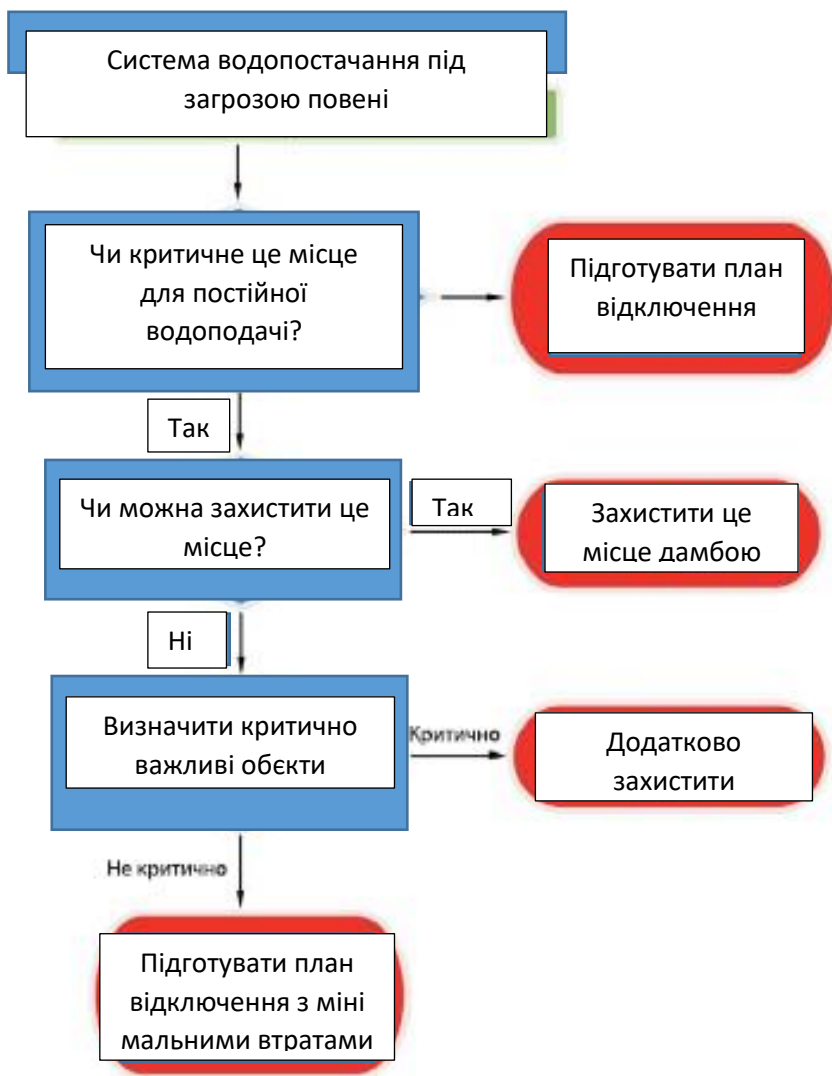 Система водопостачання під
загрозою повені
Чи критичне це місце
для постійної
водоподачі?
Підготувати план
відключення
Так
Чи можна захистити це
місце?
Так
Захистити це
місце дамбою
Ні
Визначити критично
важливі обєкти
Критично
Додатково
захистити
Не критично
Підготувати план
відключення з міні
мальними втратами